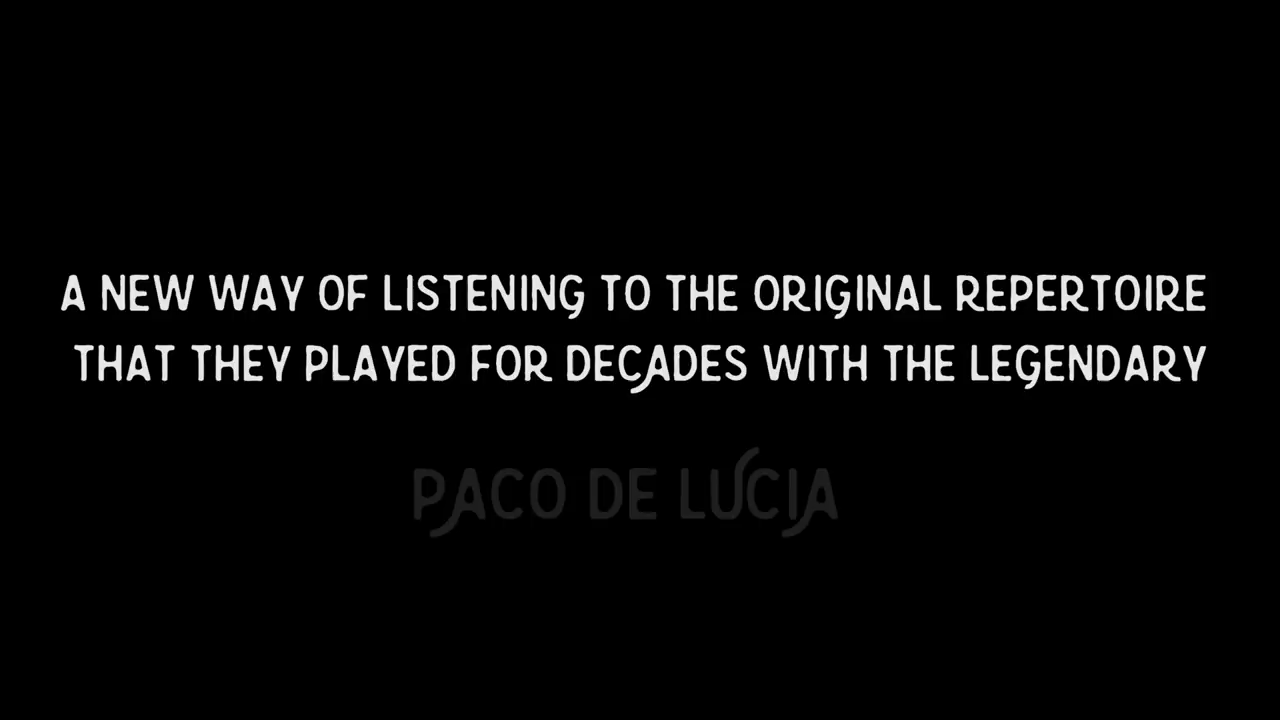 A NEW WAY OF LISTENING TO THE ORIGINAL REPERTOIRE
THAT THEY PLAYED FOR DECADES WITH THE LEGENDARY
PACO DE LUCIA